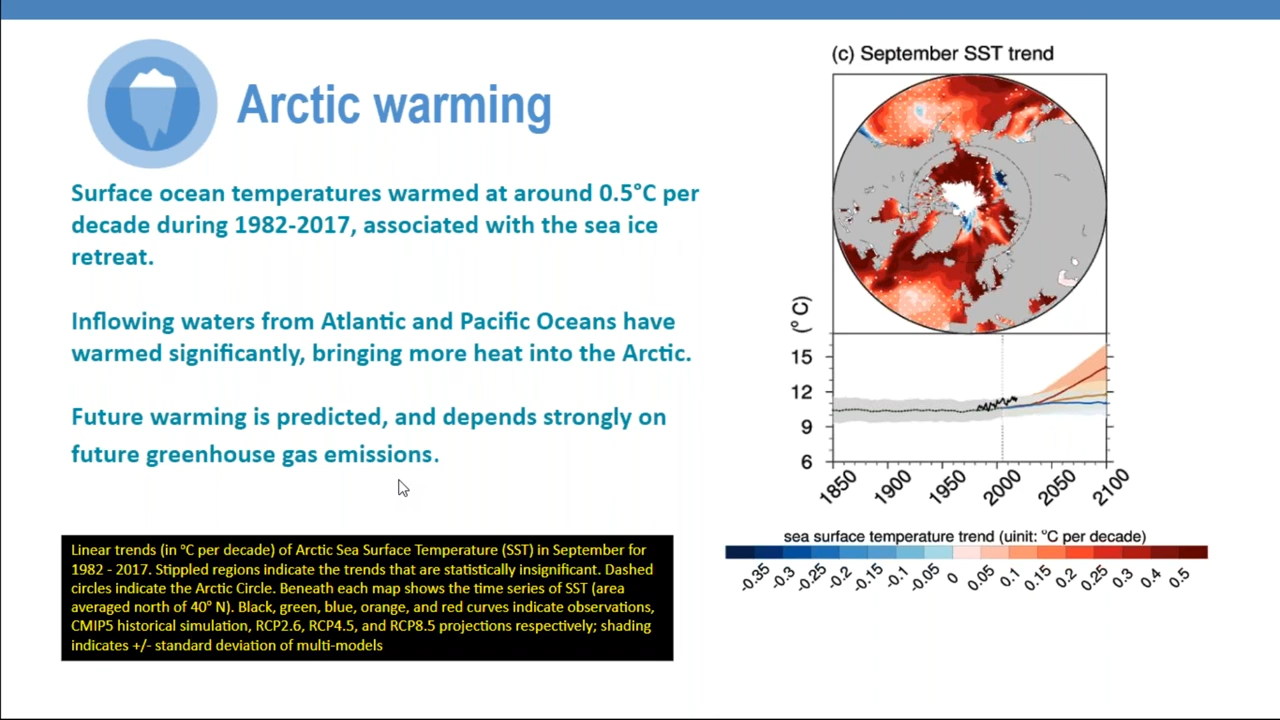 Arctic warming
Surface ocean temperatures warmed at around 0.5°C per
decade during 1982-2017, associated with the sea ice
retreat.
Inflowing waters from Atlantic and Pacific Oceans have
warmed significantly, bringing more heat into the Arctic.
Future warming is predicted, and depends strongly on
future greenhouse gas emissions.
Linear trends (in °C per decade) of Arctic Sea Surface Temperature (SST) in September for
1982 - 2017. Stippled regions indicate the trends that are statistically insignificant. Dashed
circles indicate the Arctic Circle. Beneath each map shows the time series of SST (area
averaged north of 40° N). Black, green, blue, orange, and red curves indicate observations,
CMIP5 historical simulation, RCP2.6, RCP4.5, and RCP8.5 projections respectively; shading
indicates +/- standard deviation of multi-models
(c) September SST trend
(° C)
15
12
9
6
1850 1900 1950 2000 2050 2100
sea surface temperature trend (uinit: °C per decade)
-0.35 -0.3 -0.25 -0.2 -0.15 -0.1 -0.05 0 0.05 0.1 0.15 0.2 0.25 0.3 0.4 0.5